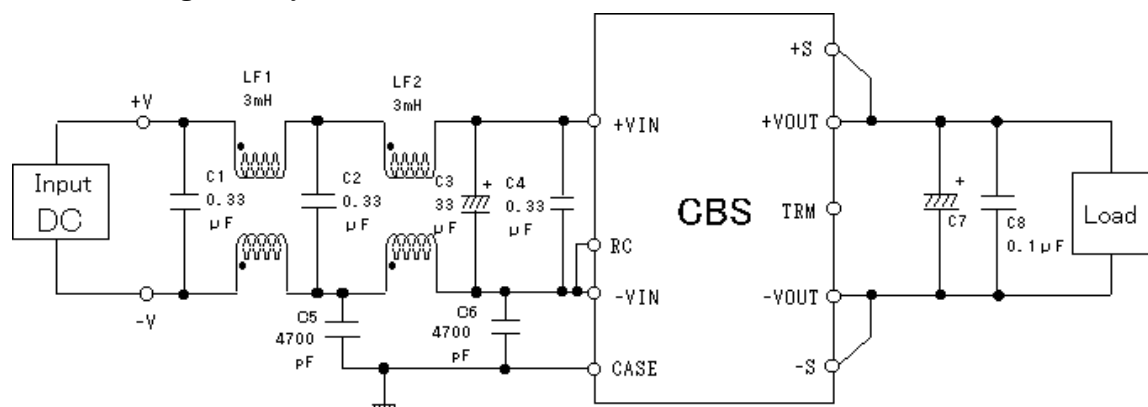 LF1
3mH
LF2
3mH
+V
-V
Input
DC
C1
0.33
μF
C2
0.33
μF
C3
33
μF
+
C4
0.33
μF
C5
4700
pF
C6
4700
pF
+VIN
RC
-VIN
CASE
CBS
+S
+VOUT
TRM
-VOUT
-S
+
C7
C8
0.1μF
Load